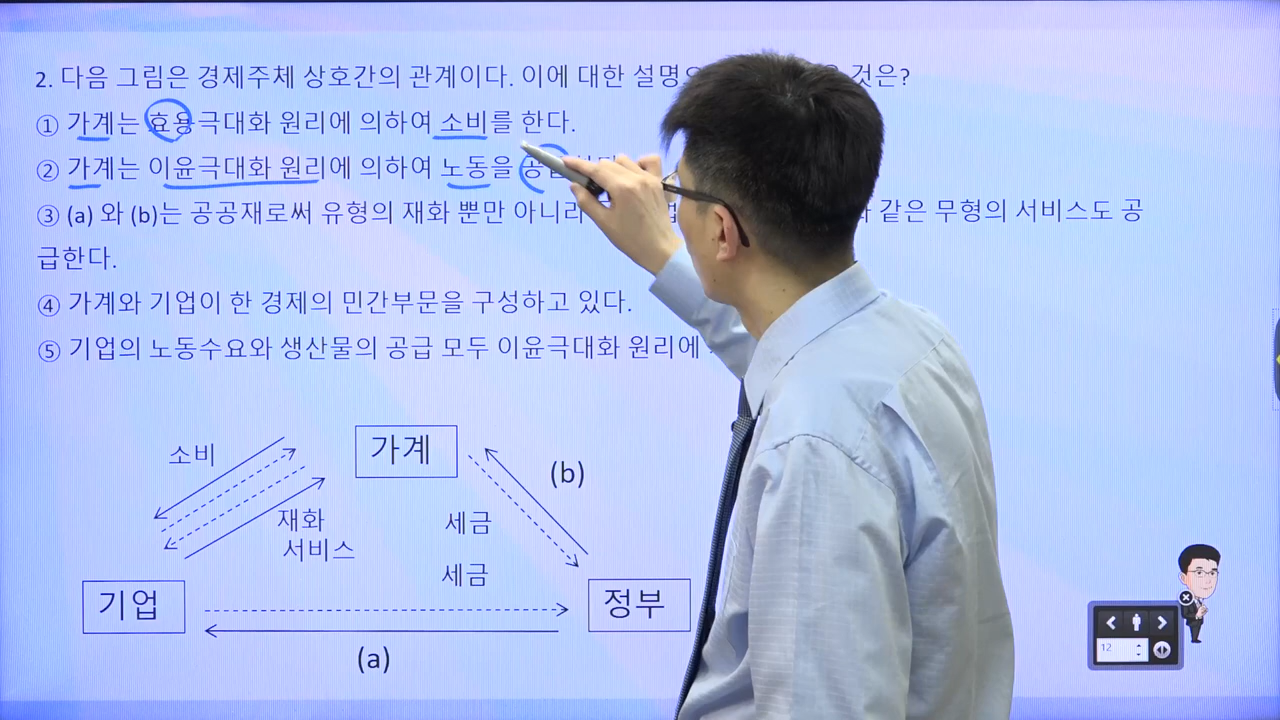 2. 다음 그림은 경제주체 상호간의 관계이다. 이에 대한 설명 것은?
① 가계는 효용극대화 원리에 의하여 소비를 한다.
② 가계는 이윤극대화 원리에 의하여 노동을
③ (a) 와 (b)는 공공재로써 유형의 재화 뿐만 아니라 같은 무형의 서비스도 공
급한다.
④ 가계와 기업이 한 경제의 민간부문을 구성하고 있다.
⑤ 기업의 노동수요와 생산물의 공급 모두 이윤극대화 원리에
가계
소비
(b)
재화
서비스
세금
세금
기업
정부
(a)
12